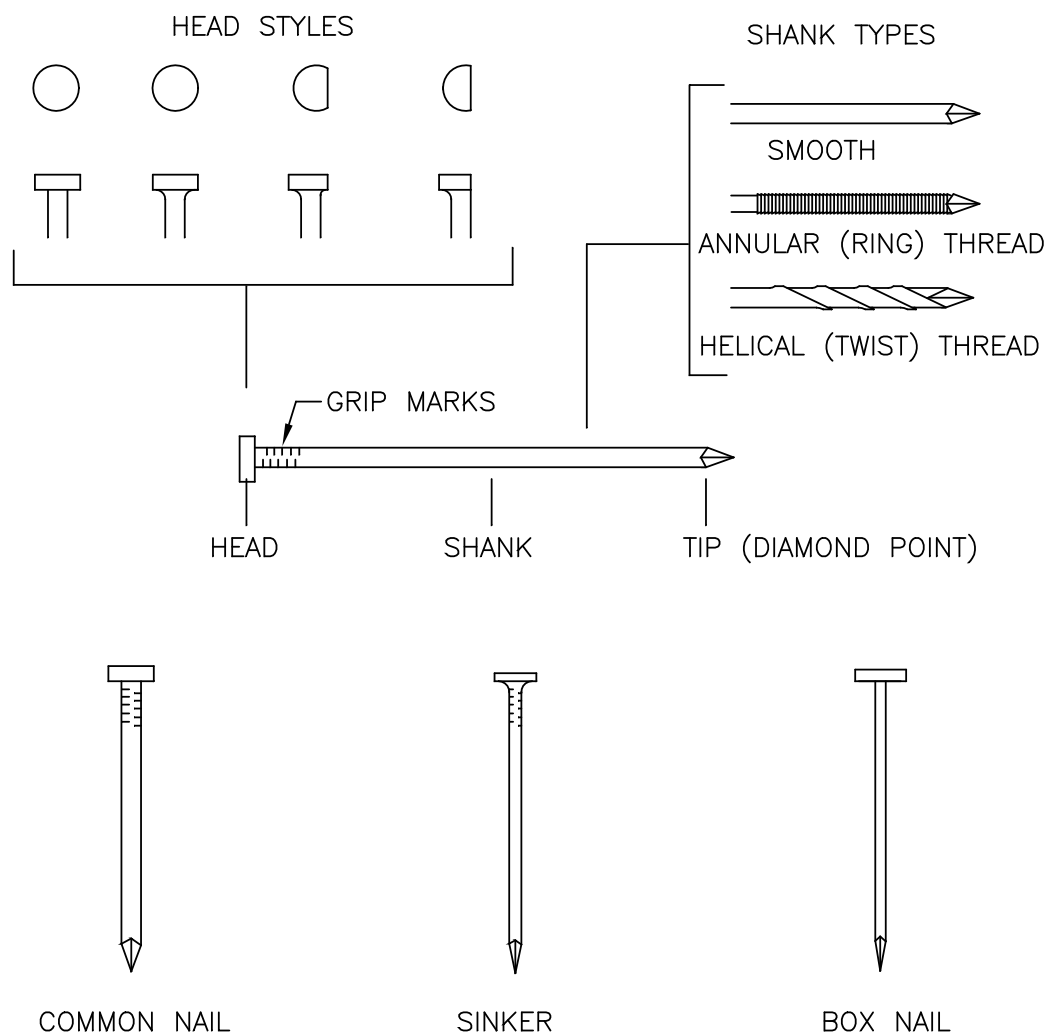 HEAD STYLES
SHANK TYPES
SMOOTH
ANNULAR (RING) THREAD
HELICAL (TWIST) THREAD
GRIP MARKS
HEAD
SHANK
TIP (DIAMOND POINT)
COMMON NAIL
SINKER
BOX NAIL